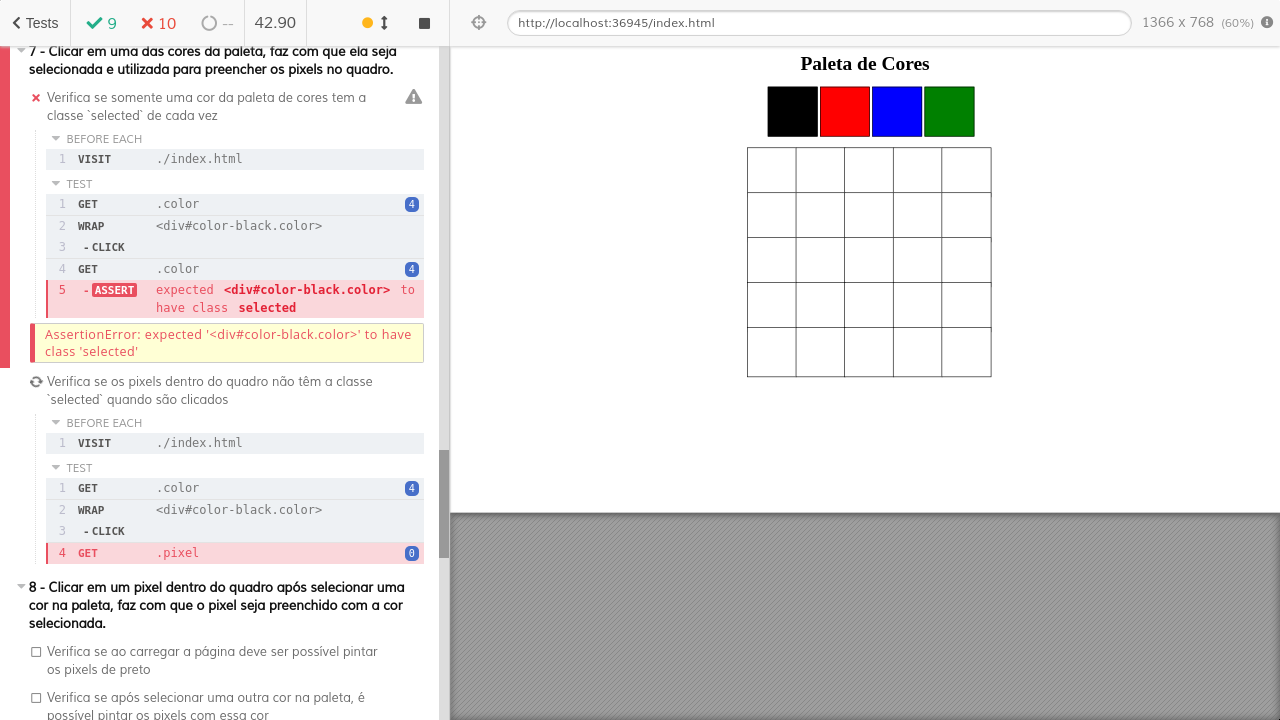 Tests
9
10
--
42.90
http://localhost:36945/index.html
1366 x 768 (60%)
7 - Clicar em uma das cores da paleta, faz com que ela seja
selecionada e utilizada para preencher os pixels no quadro.
Verifica se somente uma cor da paleta de cores tem a
classe `selected` de cada vez
BEFORE EACH
1 VISIT ./index.html
TEST
1 GET .color 4
2 WRAP <div#color-black.color>
3 -CLICK
4 GET .color 4
5 -ASSERT expected <div#color-black.color> to
have class selected
AssertionError: expected '<div#color-black.color>' to have
class 'selected'
Verifica se os pixels dentro do quadro não têm a classe
`selected` quando são clicados
BEFORE EACH
1 VISIT ./index.html
TEST
1 GET .color 4
2 WRAP <div#color-black.color>
3 -CLICK
4 GET .pixel 0
8 - Clicar em um pixel dentro do quadro após selecionar uma
cor na paleta, faz com que o pixel seja preenchido com a cor
selecionada.
Verifica se ao carregar a página deve ser possível pintar
os pixels de preto
Verifica se após selecionar uma outra cor na paleta, é
possível pintar os pixels com essa cor
Paleta de Cores